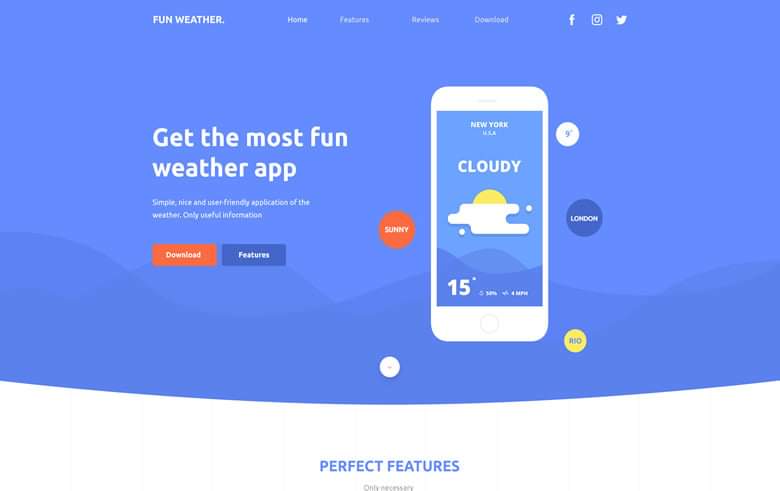 FUN WEATHER.
Home
Features
Reviews
Download
Get the most fun
weather app
Simple, nice and user-friendly application of the
weather. Only useful information
Download
Features
NEW YORK
U.S.A
CLOUDY
15°
50%
4 MPH
9°
SUNNY
LONDON
RIO
PERFECT FEATURES
Only necessary